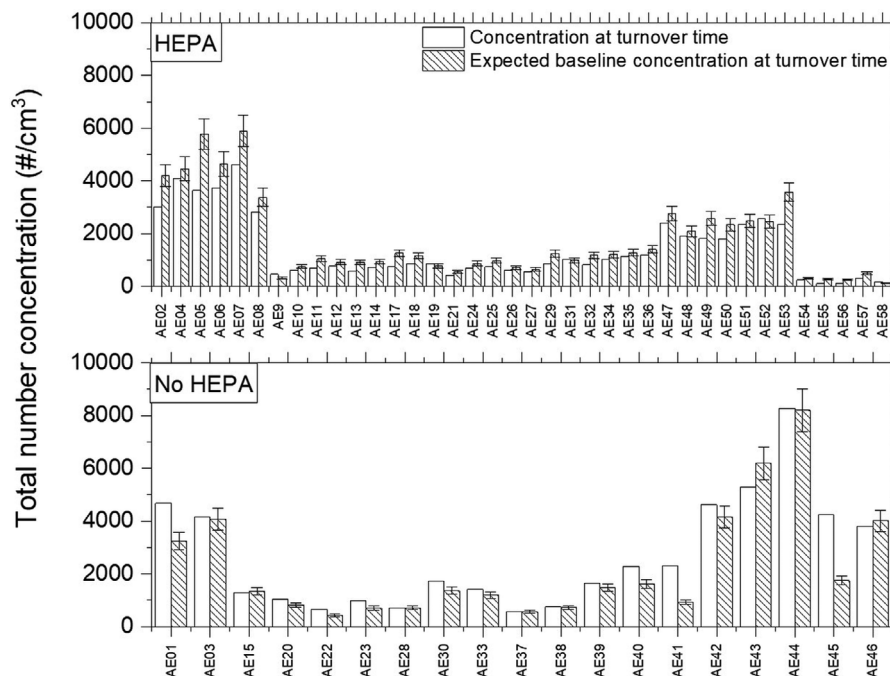 Total number concentration (#/cm³)
10000
8000
6000
4000
2000
0
HEPA
Concentration at turnover time
Expected baseline concentration at turnover time
AE02
AE04
AE05
AE06
AE07
AE08
AE9
AE10
AE11
AE12
AE13
AE14
AE17
AE18
AE19
AE21
AE24
AE25
AE26
AE27
AE29
AE31
AE32
AE34
AE35
AE36
AE47
AE48
AE49
AE50
AE51
AE52
AE53
AE54
AE55
AE56
AE57
AE58
10000
8000
6000
4000
2000
0
No HEPA
AE01
AE03
AE15
AE20
AE22
AE23
AE28
AE30
AE33
AE37
AE38
AE39
AE40
AE41
AE42
AE43
AE44
AE45
AE46